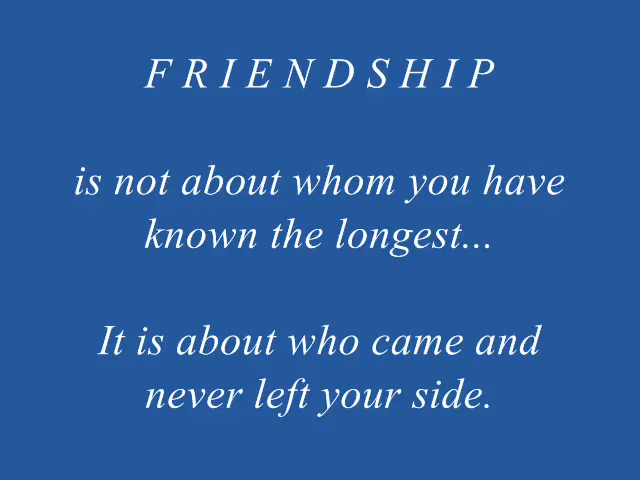 F R I E N D S H I P
is not about whom you have
known the longest...
It is about who came and
never left your side.